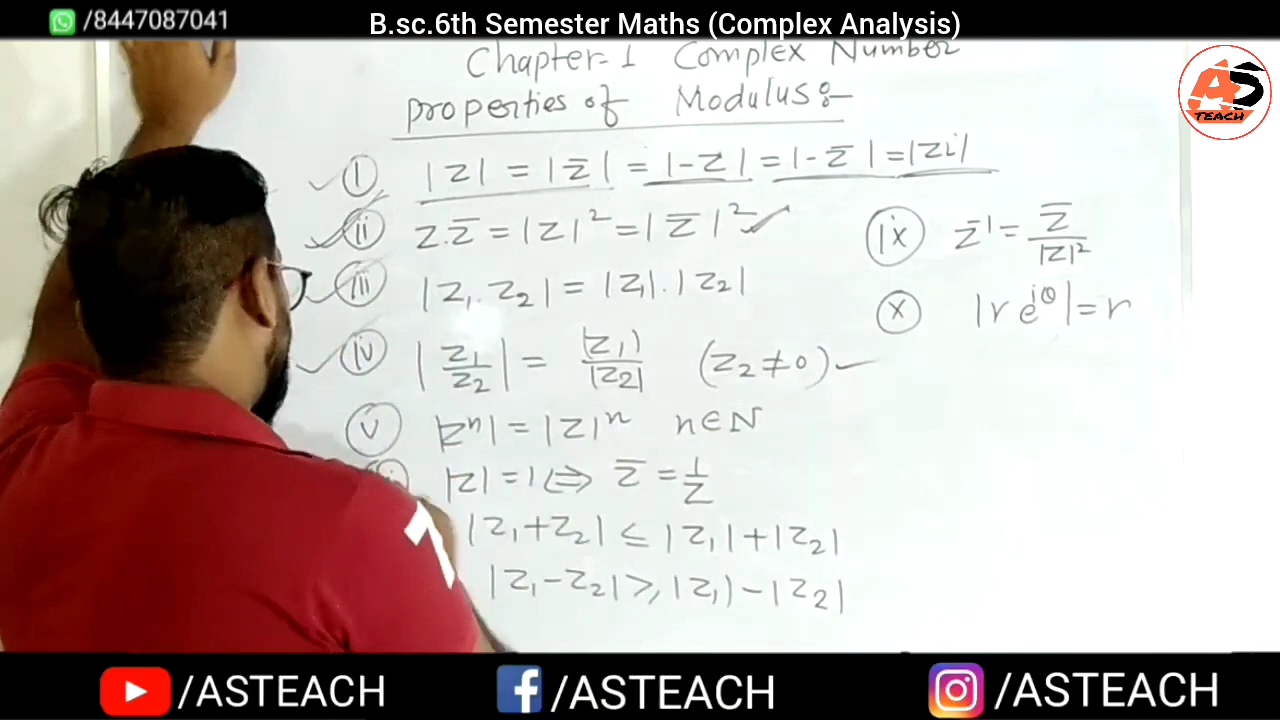 /8447087041
B.sc.6th Semester Maths (Complex Analysis)
Chapter-1 Complex Number
AS
TEACH
properties of Modulus:-
(i) |z| = |z̄| = |-z| = |-z̄| = |zi|
(ii) z.z̄ = |z|² = |z̄|²
(iii) |z₁.z₂| = |z₁|.|z₂|
(iv) |z₁/z₂| = |z₁|/|z₂| (z₂≠0)
(v) |zⁿ| = |z|ⁿ n∈N
|z| = 1 ⇔ z̄ = 1/z
|z₁+z₂| ≤ |z₁|+|z₂|
|z₁-z₂| ≥ |z₁|-|z₂|
(ix) z⁻¹ = z̄/|z|²
(x) |r e^{iθ}| = r
/ASTEACH
/ASTEACH
/ASTEACH